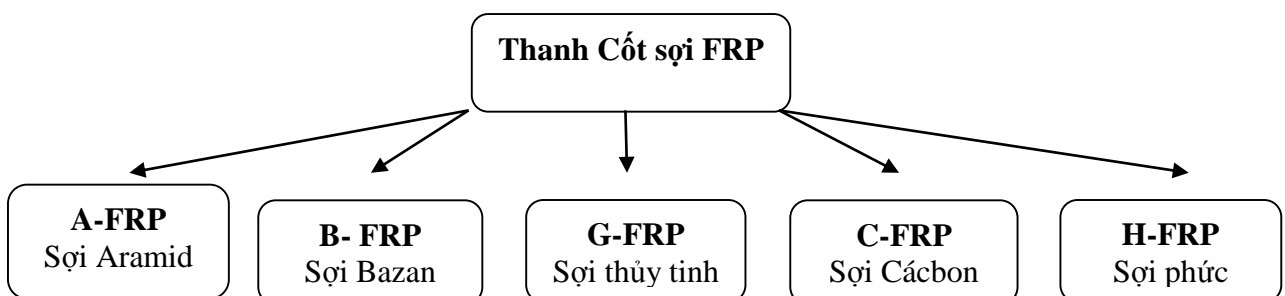 Thanh Cốt sợi FRP
A-FRP
Sợi Aramid
B- FRP
Sợi Bazan
G-FRP
Sợi thủy tinh
C-FRP
Sợi Cácbon
H-FRP
Sợi phức